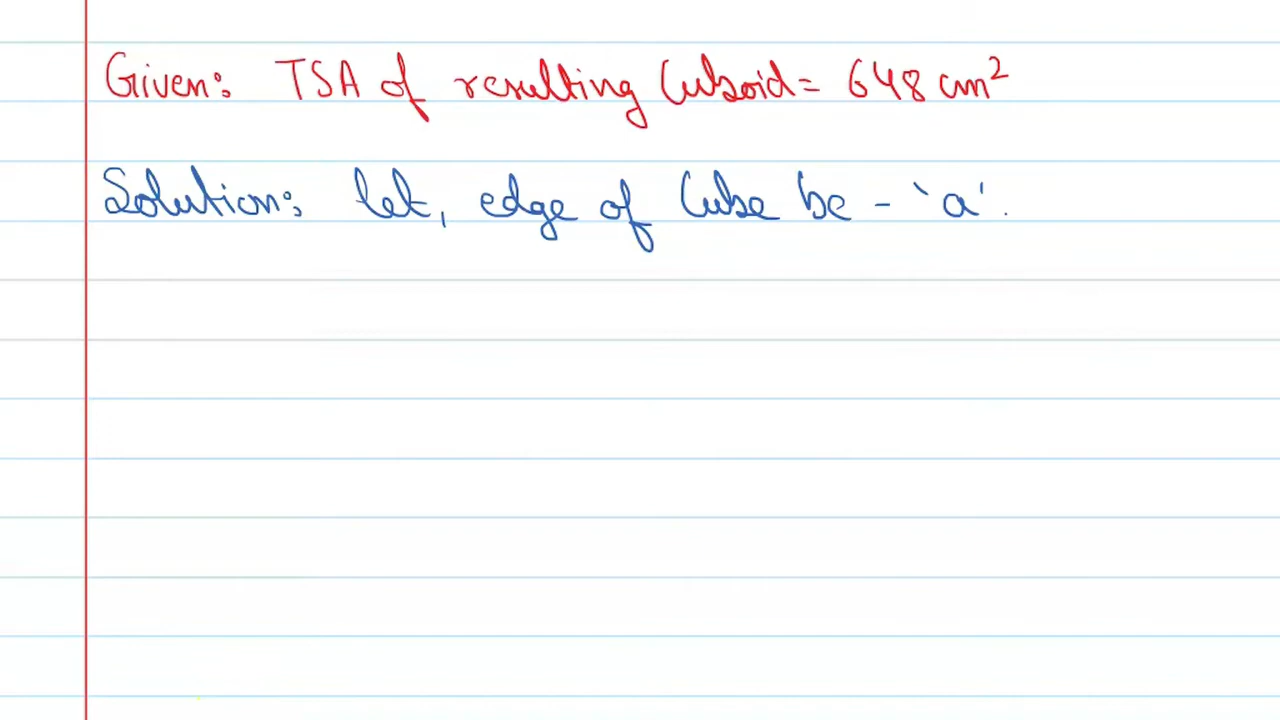 Given: TSA of resulting Cuboid = 648 cm²
Solution: let, edge of Cube be - 'a'.